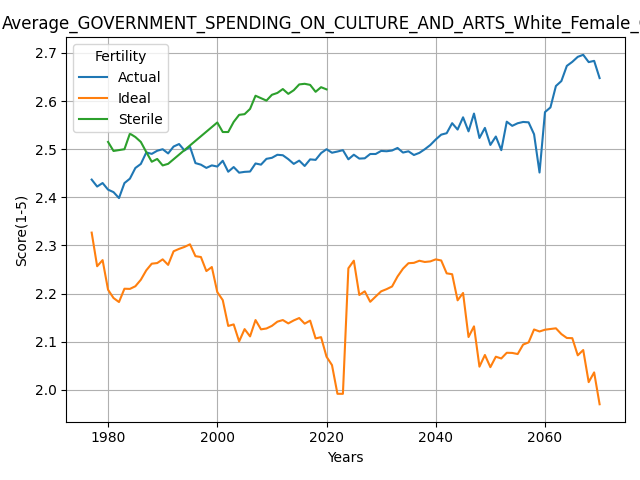 Average_GOVERNMENT_SPENDING_ON_CULTURE_AND_ARTS_White_Female_
Fertility
Actual
Ideal
Sterile
2.7
2.6
2.5
2.4
2.3
2.2
2.1
2.0
Score(1-5)
1980
2000
2020
2040
2060
Years